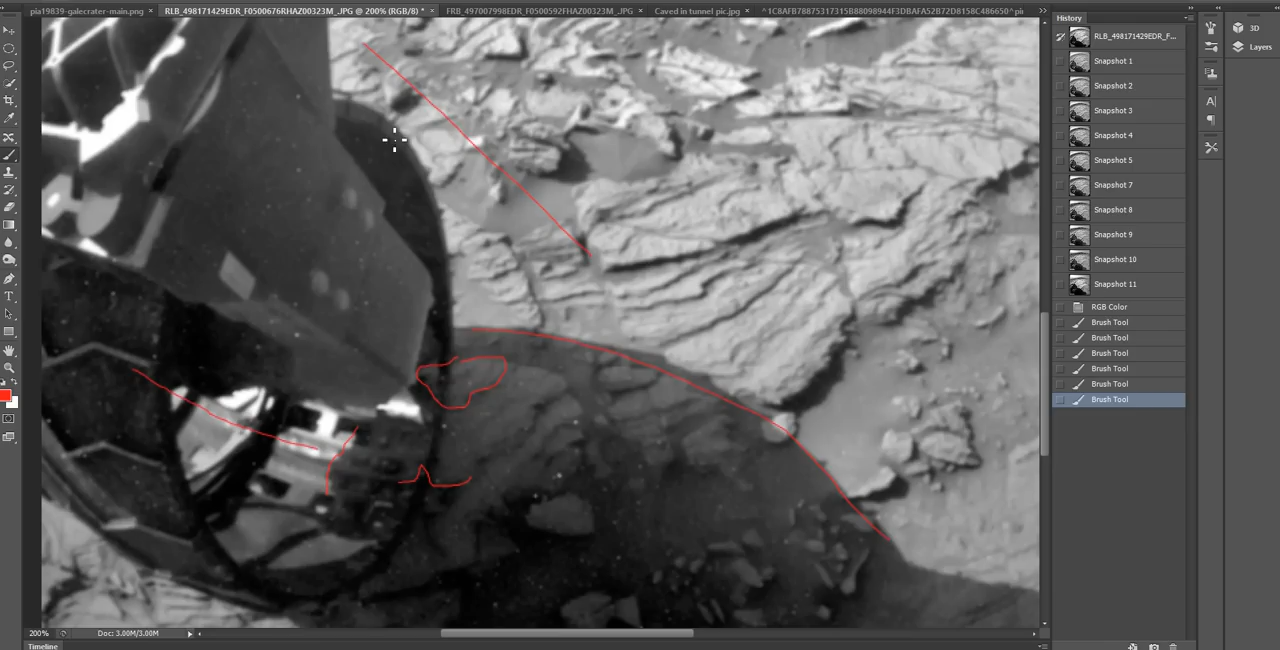 pia19839-galecrater-main.png × RLB_498171429EDR_F0500676RHAZ00323M_.JPG @ 200% (RGB/8) * × FRB_497007998EDR_F0500592FHAZ00323M_.JPG × Caved in tunnel pic.jpg × ^1CBAFB78875317315B88098944F3DBAFA52B72D8158C486650^pi
History
RLB_498171429EDR_F...
Snapshot 1
Snapshot 2
Snapshot 3
Snapshot 4
Snapshot 5
Snapshot 7
Snapshot 8
Snapshot 9
Snapshot 10
Snapshot 11
RGB Color
Brush Tool
Brush Tool
Brush Tool
Brush Tool
Brush Tool
Brush Tool
3D
Layers
200% Doc: 3.00M/3.00M
Timeline